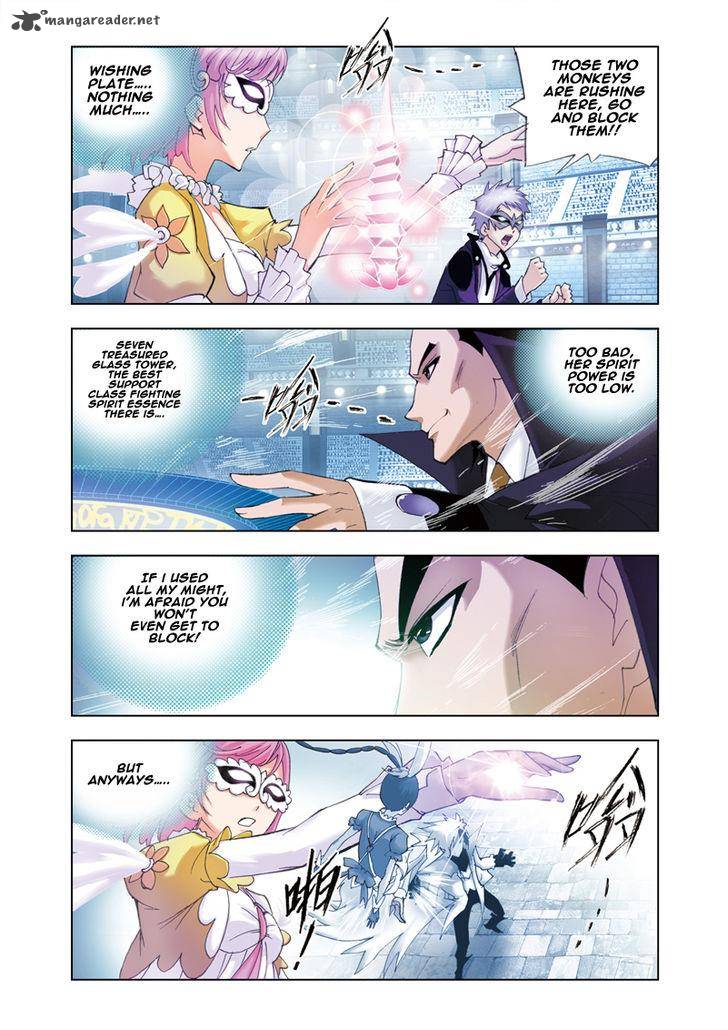 mangareader.net
THOSE TWO
MONKEYS
ARE RUSHING
HERE, GO
AND BLOCK
THEM!!
WISHING
PLATE.....
NOTHING
MUCH.....
SEVEN
TREASURED
GLASS TOWER,
THE BEST
SUPPORT
CLASS FIGHTING
SPIRIT ESSENCE
THERE IS....
TOO BAD,
HER SPIRIT
POWER IS
TOO LOW.
IF I USED
ALL MY MIGHT,
I'M AFRAID YOU
WON'T
EVEN GET TO
BLOCK!
BUT
ANYWAYS.....
啪